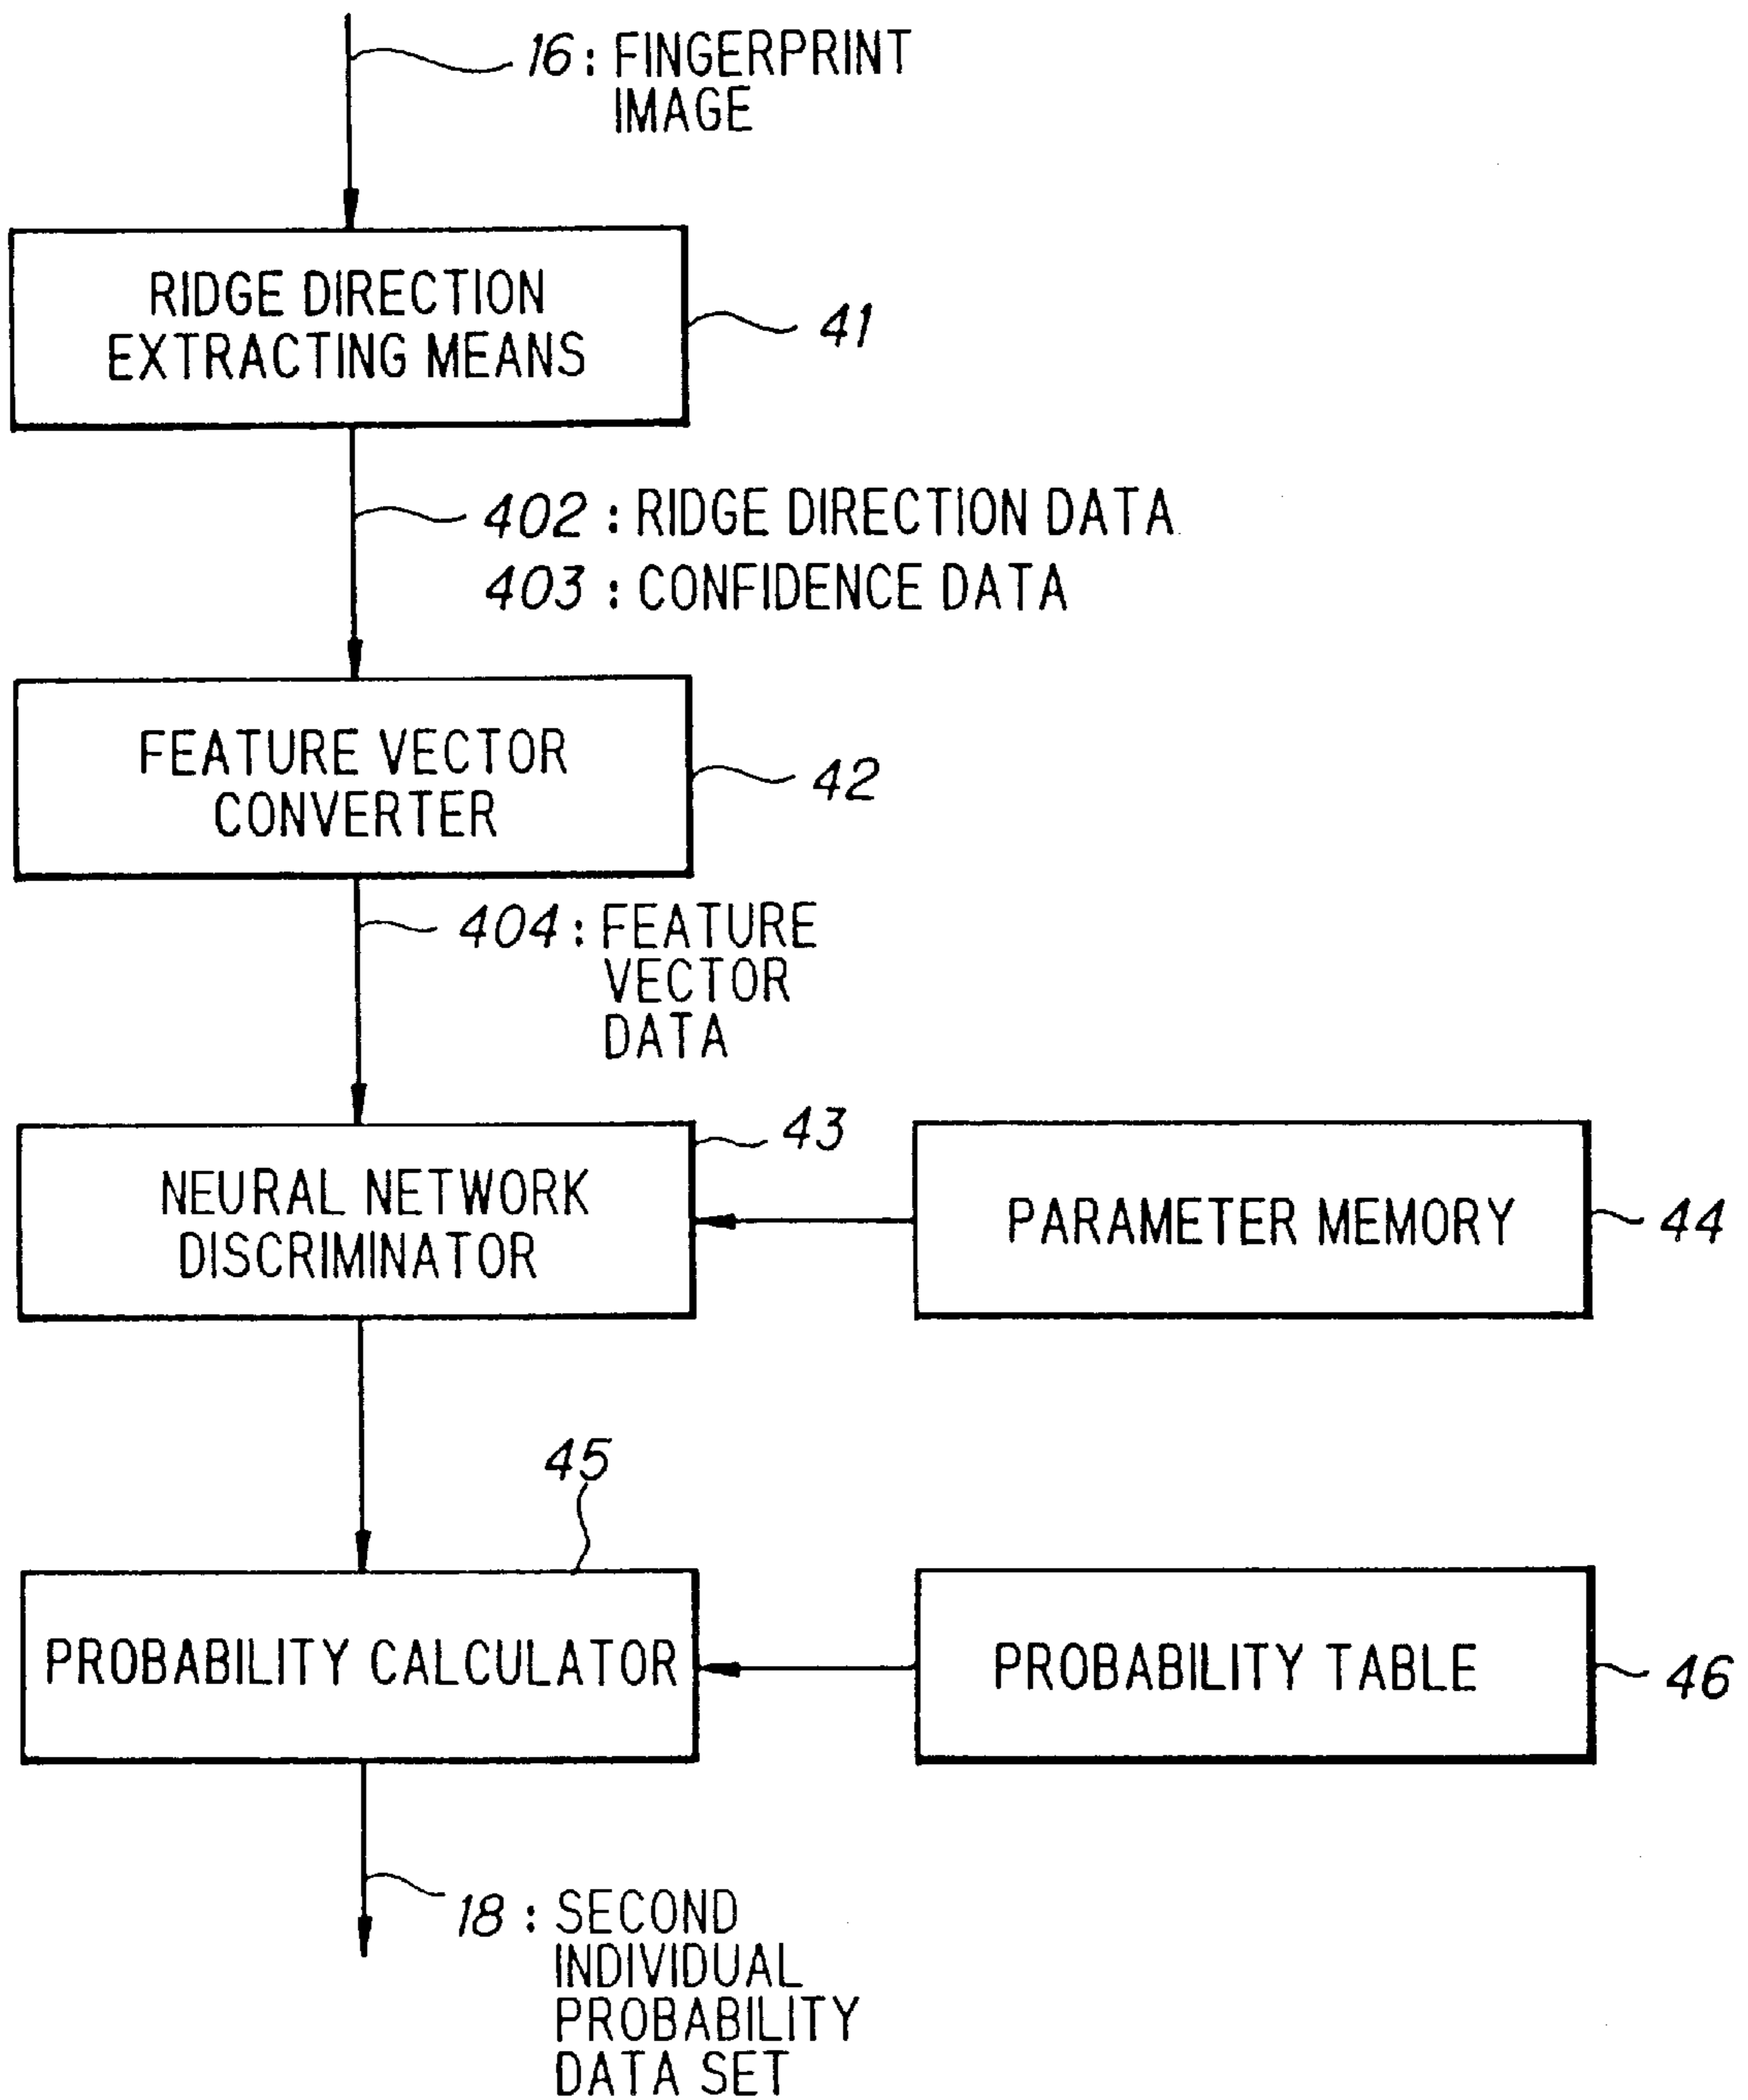 16 : FINGERPRINT
IMAGE
RIDGE DIRECTION
EXTRACTING MEANS
41
402 : RIDGE DIRECTION DATA
403 : CONFIDENCE DATA
FEATURE VECTOR
CONVERTER
42
404 : FEATURE
VECTOR
DATA
43
NEURAL NETWORK
DISCRIMINATOR
PARAMETER MEMORY
44
45
PROBABILITY CALCULATOR
PROBABILITY TABLE
46
18 : SECOND
INDIVIDUAL
PROBABILITY
DATA SET